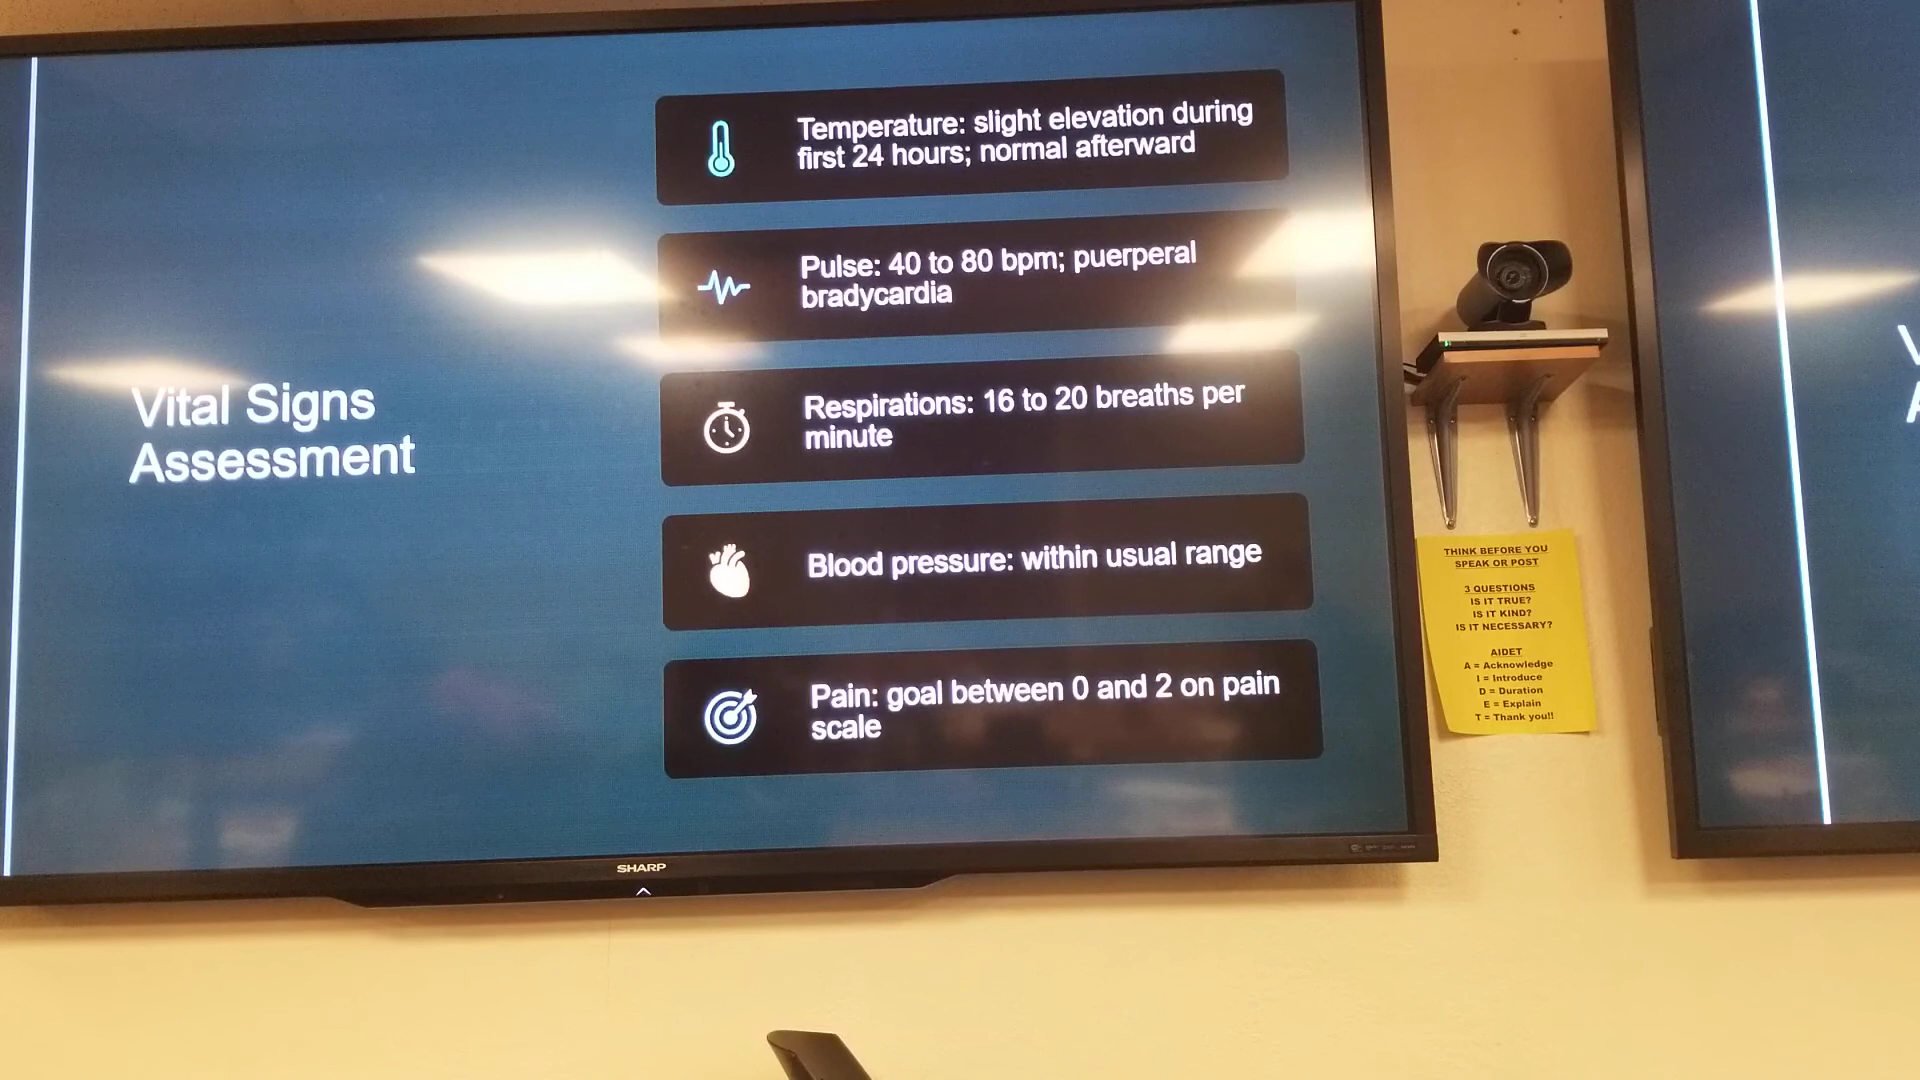 Vital Signs
Assessment
Temperature: slight elevation during
first 24 hours; normal afterward
Pulse: 40 to 80 bpm; puerperal
bradycardia
Respirations: 16 to 20 breaths per
minute
Blood pressure: within usual range
Pain: goal between 0 and 2 on pain
scale
SHARP
THINK BEFORE YOU
SPEAK OR POST
3 QUESTIONS
IS IT TRUE?
IS IT KIND?
IS IT NECESSARY?
AIDET
A = Acknowledge
I = Introduce
D = Duration
E = Explain
T = Thank you!!